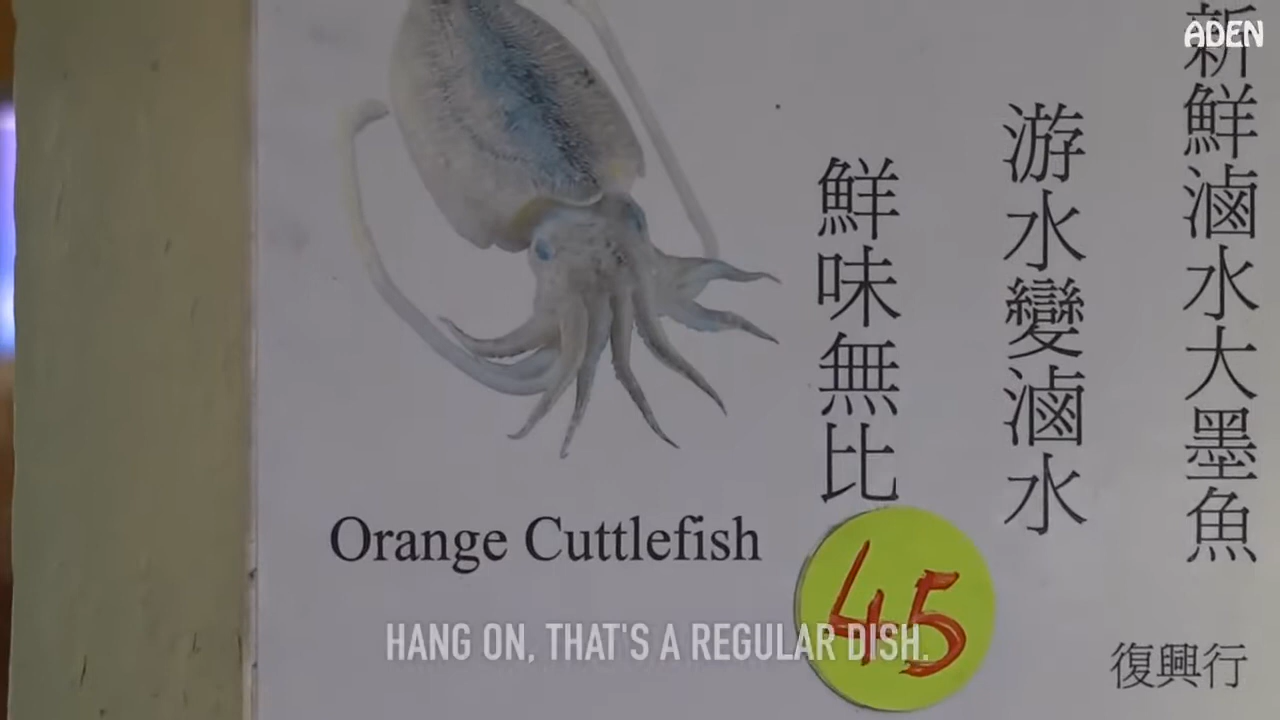 ADEN
新鮮滷水大墨魚
游水變滷水
鮮味無比
Orange Cuttlefish
45
復興行
HANG ON, THAT'S A REGULAR DISH.